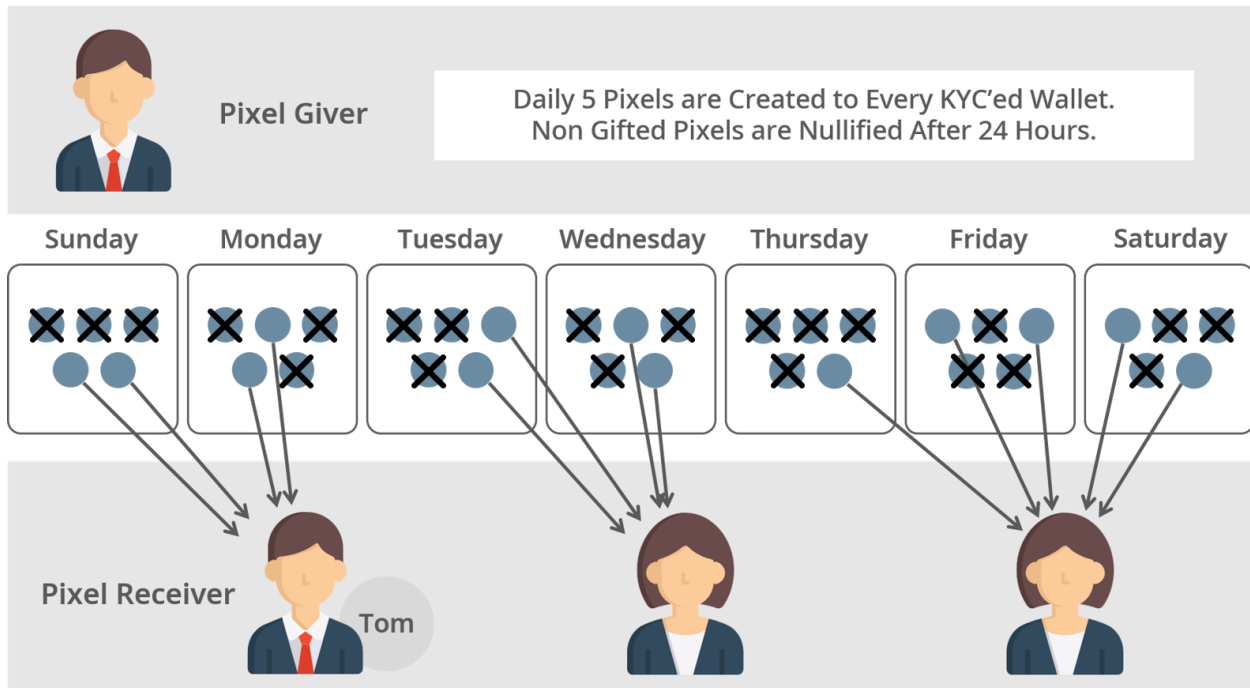 Pixel Giver
Daily 5 Pixels are Created to Every KYC’ed Wallet.
Non Gifted Pixels are Nullified After 24 Hours.
Sunday
Monday
Tuesday
Wednesday
Thursday
Friday
Saturday
Pixel Receiver
Tom